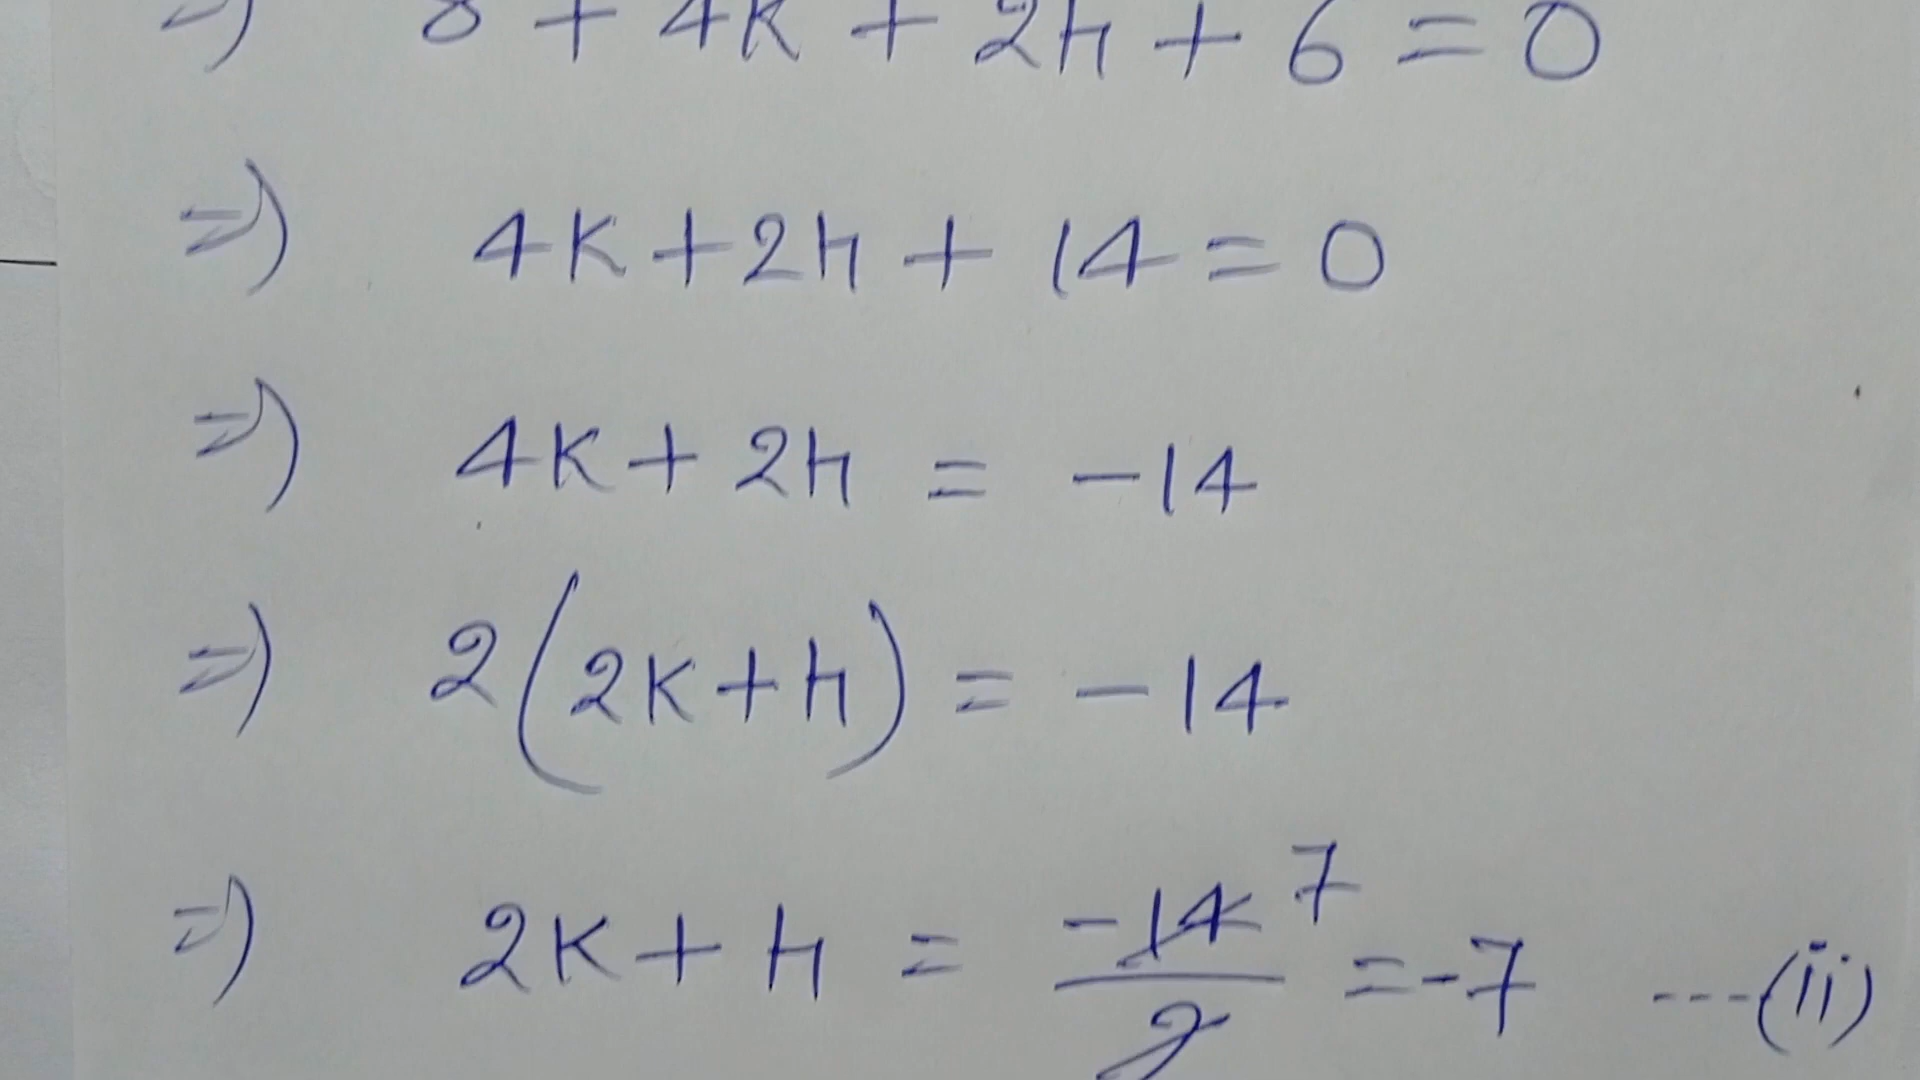 =) 8 + 4K + 2h + 6 = 0
=) 4K + 2h + 14 = 0
=) 4K + 2h = -14
=) 2(2K + h) = -14
=) 2K + h = -14/2 7 = -7 ---(ii)